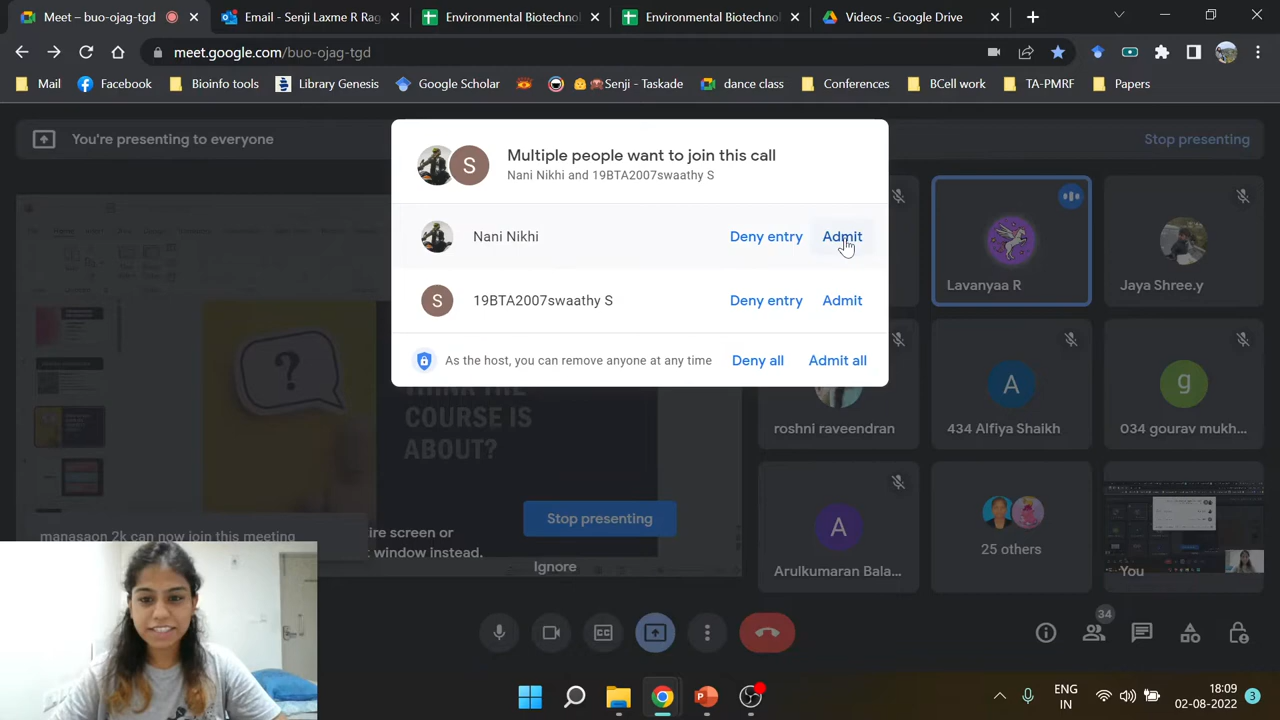 Meet – buo-ojag-tgd
Email - Senji Laxme R Rag
Environmental Biotechnol
Environmental Biotechnol
Videos - Google Drive
meet.google.com/buo-ojag-tgd
Mail
Facebook
Bioinfo tools
Library Genesis
Google Scholar
Senji - Taskade
dance call
Conferences
BCell work
TA-PMRF
Papers
You're presenting to everyone
Stop presenting
Multiple people want to join this call
Nani Nikhi and 19BTA2007swaathy S
S
Nani Nikhi
Deny entry
Admit
S
19BTA2007swaathy S
Deny entry
Admit
As the host, you can remove anyone at any time
Deny all
Admit all
Lavanyaa R
Jaya Shree.y
?
THINK THE
COURSE IS
ABOUT?
roshni raveendran
A
434 Alfiya Shaikh
g
034 gourav mukh...
manasaon 2k can now join this meeting
ire screen or
window instead.
Stop presenting
Ignore
A
Arulkumaran Bala...
25 others
You
34
ENG
IN
18:09
02-08-2022
3